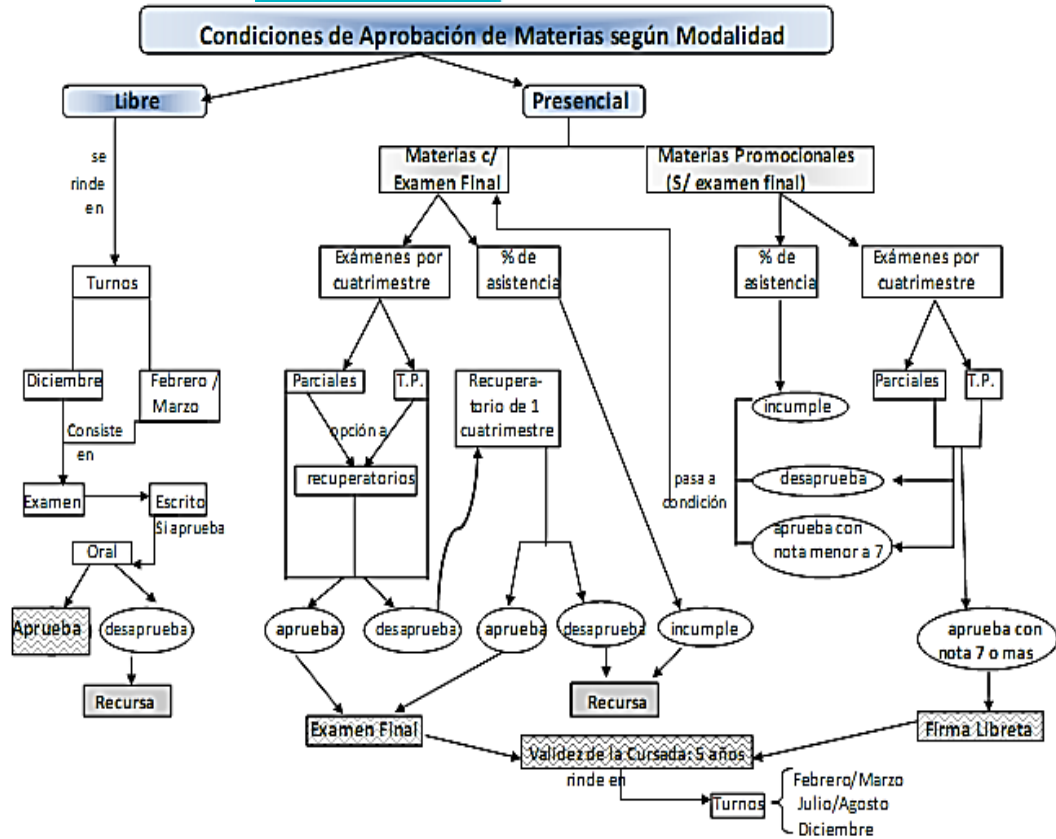 Condiciones de Aprobación de Materias según Modalidad
Libre
Presencial
se
rinde
en
Materias c/
Examen Final
Materias Promocionales
(S/ examen final)
Turnos
Exámenes por
cuatrimestre
% de
asistencia
% de
asistencia
Exámenes por
cuatrimestre
Diciembre
Febrero /
Marzo
Parciales
T.P.
Recupera-
torio de 1
cuatrimestre
Parciales
T.P.
incumple
Consiste
en
opción a
recuperatorios
pasa a
condición
desaprueba
Examen
Escrito
Si aprueba
aprueba con
nota menor a 7
Oral
Aprueba
desaprueba
aprueba
desaprueba
aprueba
desaprueba
incumple
aprueba con
nota 7 o mas
Recursa
Recursa
Examen Final
Firma Libreta
Validez de la Cursada: 5 años
rinde en
Turnos
Febrero/Marzo
Julio/Agosto
Diciembre